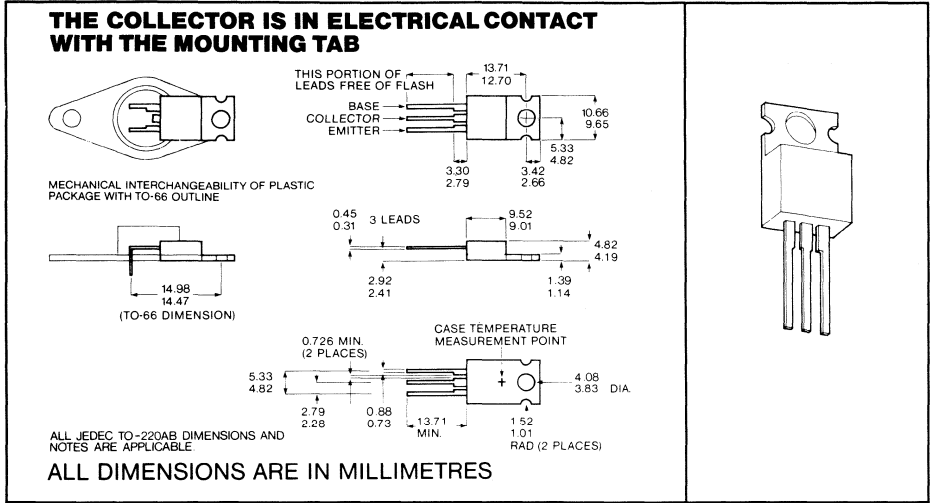 THE COLLECTOR IS IN ELECTRICAL CONTACT
WITH THE MOUNTING TAB
THIS PORTION OF
LEADS FREE OF FLASH
13.71
12.70
BASE
COLLECTOR
EMITTER
10.66
9.65
5.33
4.82
3.30
2.79
3.42
2.66
MECHANICAL INTERCHANGEABILITY OF PLASTIC
PACKAGE WITH TO-66 OUTLINE
0.45
0.31
3 LEADS
9.52
9.01
4.82
4.19
14.98
14.47
(TO-66 DIMENSION)
2.92
2.41
1.39
1.14
0.726 MIN.
(2 PLACES)
CASE TEMPERATURE
MEASUREMENT POINT
5.33
4.82
4.08
3.83 DIA.
2.79
2.28
0.88
0.73
13.71
MIN.
1 52
1.01
RAD (2 PLACES)
ALL JEDEC TO-220AB DIMENSIONS AND
NOTES ARE APPLICABLE.
ALL DIMENSIONS ARE IN MILLIMETRES